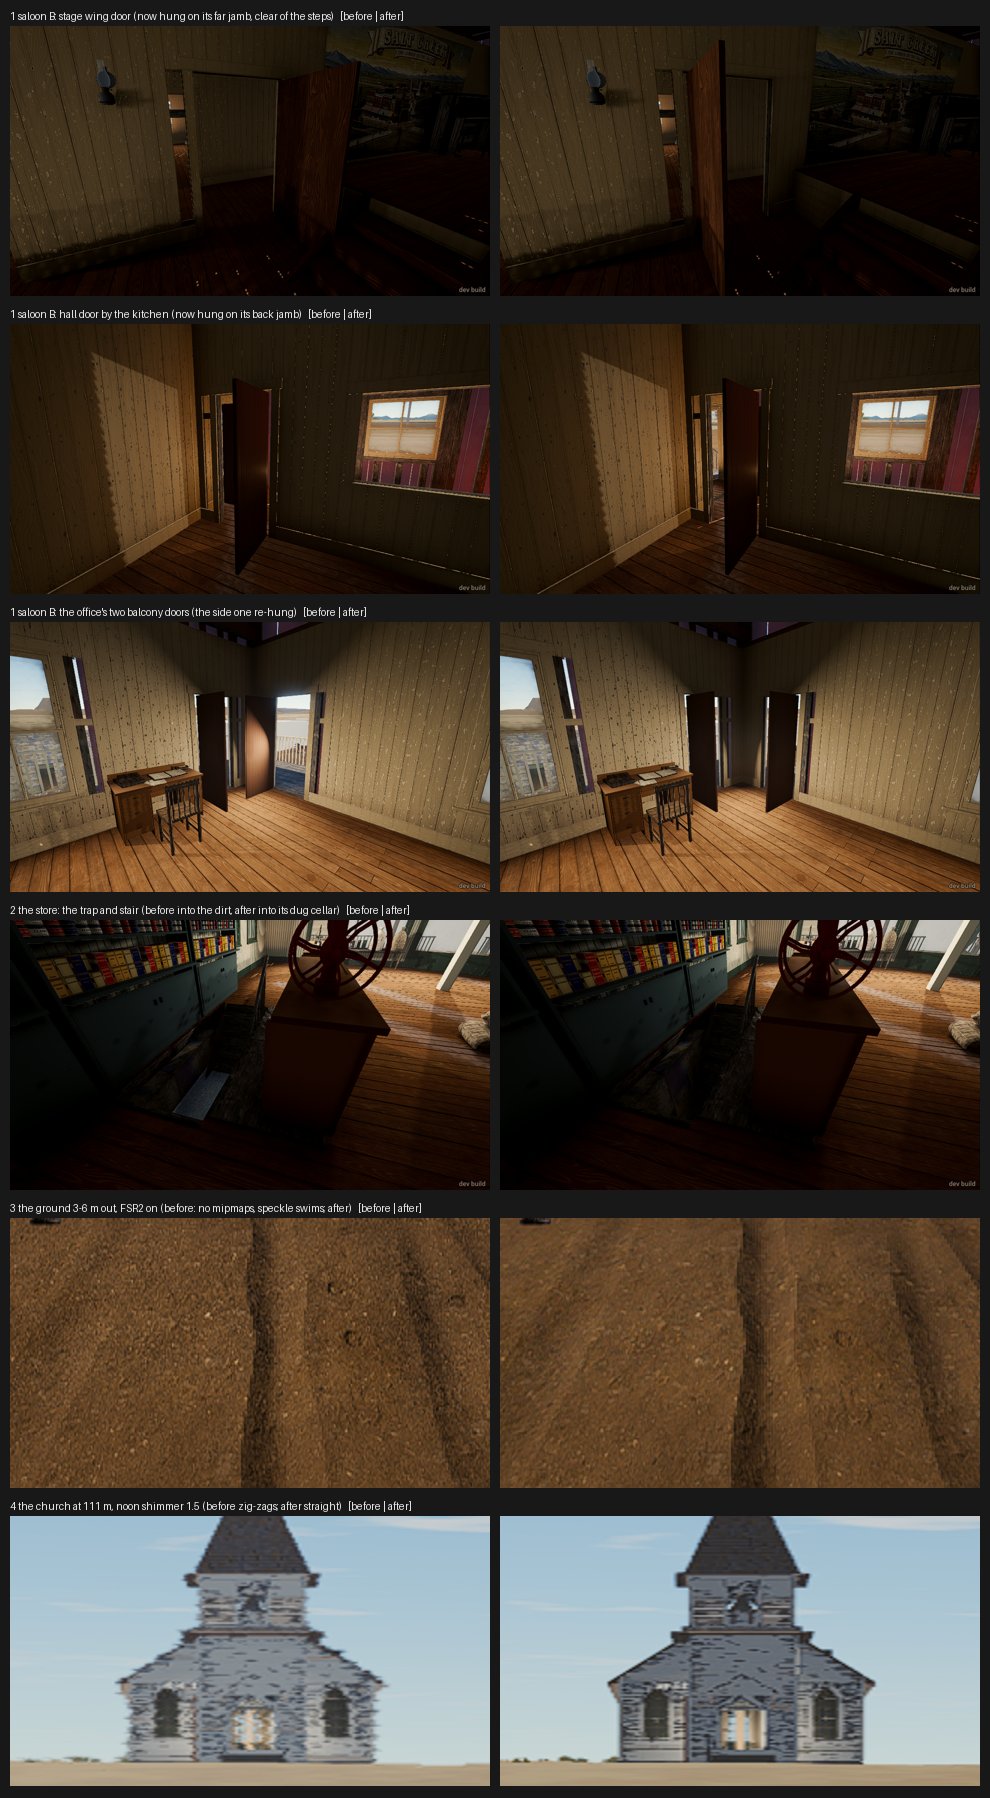 1 saloon B: stage wing door (now hung on its far jamb, clear of the steps) [before | after]
SALT CREEK
SALT CREEK
dev build
dev build
1 saloon B: hall door by the kitchen (now hung on its back jamb) [before | after]
dev build
dev build
1 saloon B: the office's two balcony doors (the side one re-hung) [before | after]
dev build
dev build
2 the store: the trap and stair (before into the dirt, after into its dug cellar) [before | after]
dev build
dev build
3 the ground 3-6 m out, FSR2 on (before: no mipmaps, speckle swims; after) [before | after]
4 the church at 111 m, noon shimmer 1.5 (before zig-zags; after straight) [before | after]